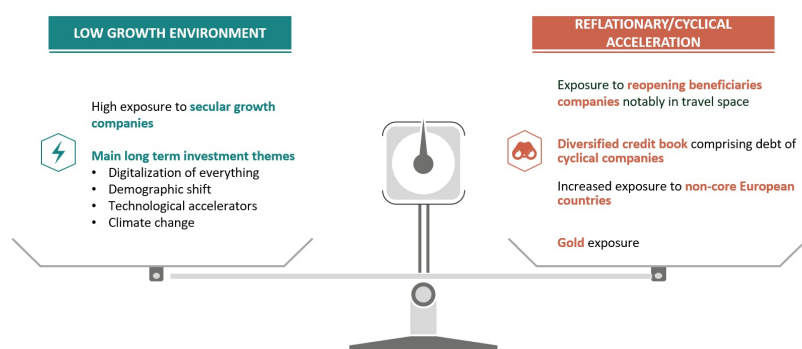 LOW GROWTH ENVIRONMENT
High exposure to secular growth
companies
Main long term investment themes
• Digitalization of everything
• Demographic shift
• Technological accelerators
• Climate change
REFLATIONARY/CYCLICAL
ACCELERATION
Exposure to reopening beneficiaries
companies notably in travel space
Diversified credit book comprising debt of
cyclical companies
Increased exposure to non-core European
countries
Gold exposure